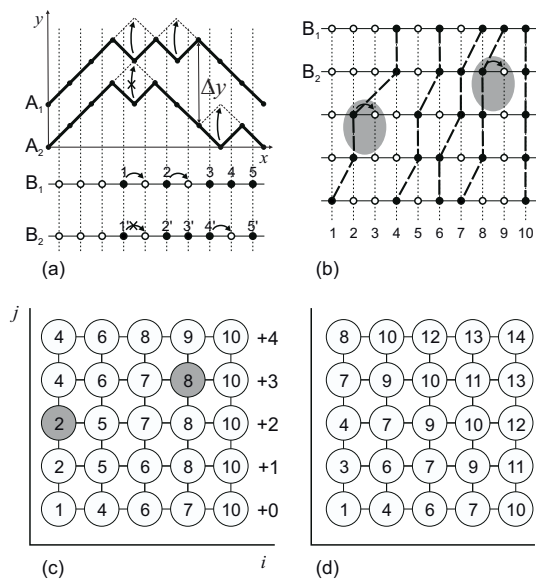 y
A1
Δy
A2
x
1 2 3 4 5
B1
1' 2' 3' 4' 5'
B2
(a)
B1
B2
1 2 3 4 5 6 7 8 9 10
(b)
j
4 6 8 9 10 +4
4 6 7 8 10 +3
2 5 7 8 10 +2
2 5 6 8 10 +1
1 4 6 7 10 +0
(c)
i
8 10 12 13 14
7 9 10 11 13
4 7 9 10 12
3 6 7 9 11
1 4 6 7 10
(d)